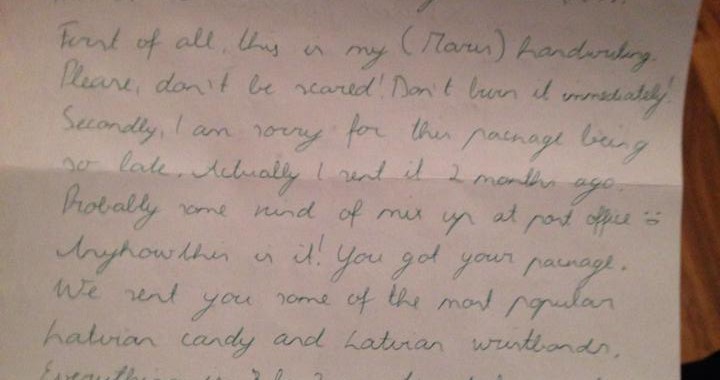 First of all, this is my (Maris) handwriting.
Please, don't be scared! Don't burn it immediately!
Secondly, I am sorry for this package being
so late. Actually I sent it 2 months ago.
Probably some kind of mix up at post office :(
Anyhow this is it! You got your package.
We sent you some of the most popular
Latvian candy and Latvian wristbands.
Everything is